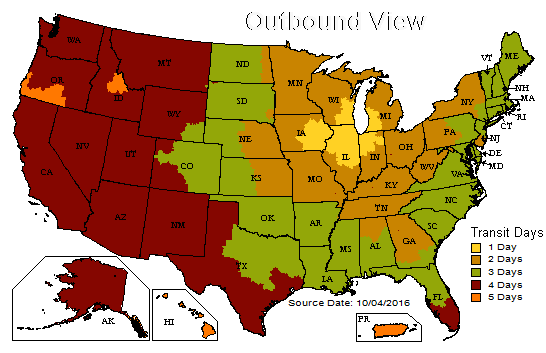 Outbound View
WA
MT
ND
MN
VT
ME
OR
ID
SD
WI
MI
NY
NH
MA
WY
IA
PA
RI
CT
NV
UT
NE
IL
IN
OH
NJ
DE
MD
CA
CO
KS
MO
WV
VA
KY
AZ
NM
OK
AR
TN
NC
SC
TX
LA
MS
AL
GA
FL
Transit Days
1 Day
2 Days
3 Days
4 Days
5 Days
Source Date: 10/04/2016
AK
HI
PR